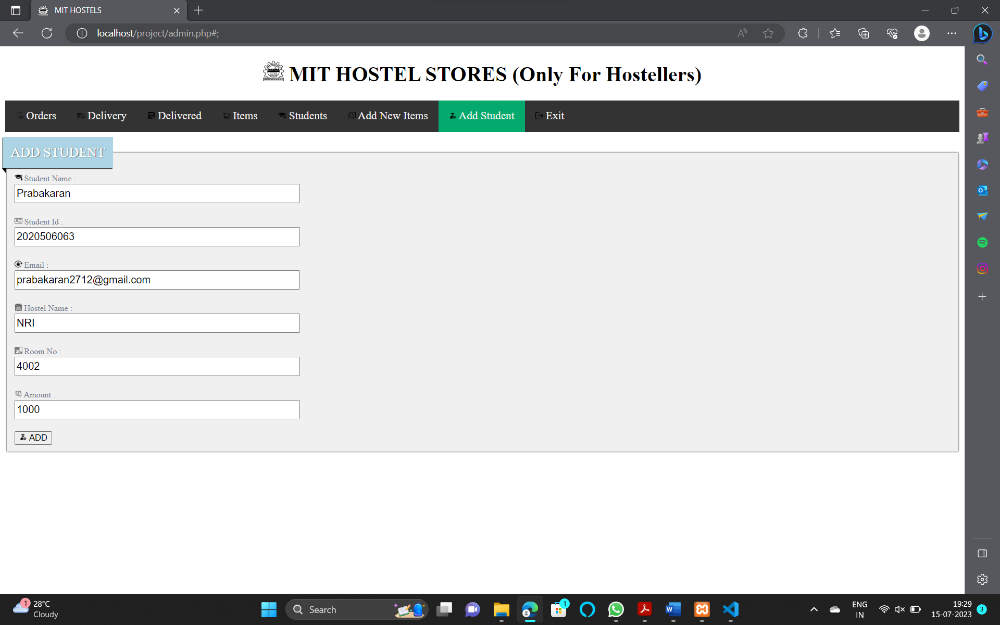 MIT HOSTELS
localhost/project/admin.php#;
MIT HOSTEL STORES (Only For Hostellers)
Orders Delivery Delivered Items Students Add New Items Add Student Exit
ADD STUDENT
Student Name :
Prabakaran
Student Id :
2020506063
Email :
prabakaran2712@gmail.com
Hostel Name :
NRI
Room No :
4002
Amount :
1000
ADD
1
28°C
Cloudy
Search
1
ENG
IN
19:29
15-07-2023
3